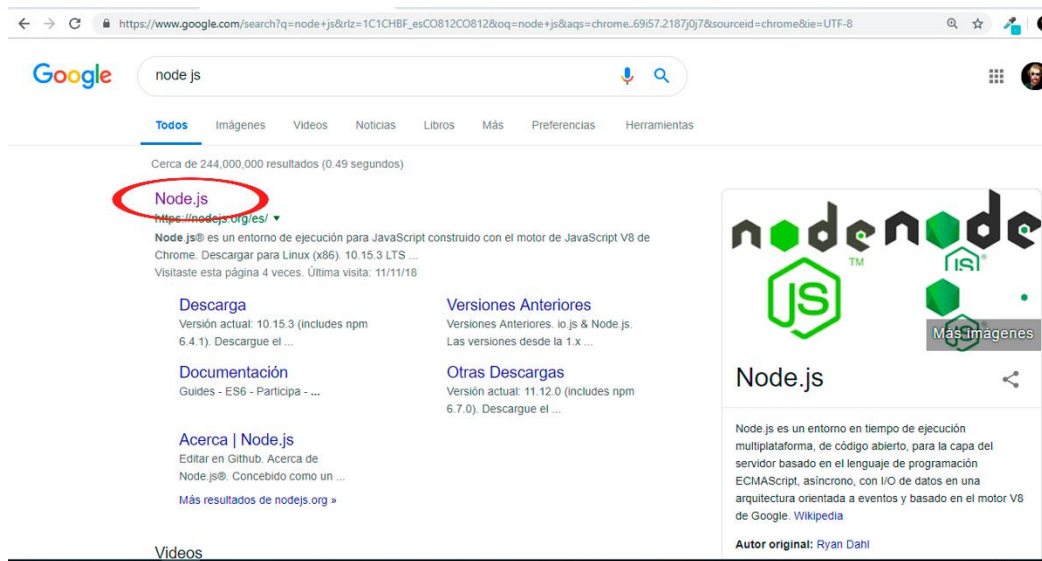 https://www.google.com/search?q=node+js&rlz=1C1CHBF_esCO812CO812&oq=node+js&aqs=chrome..69i57.2187j0j7&sourceid=chrome&ie=UTF-8
Google
node js
Todos Imágenes Videos Noticias Libros Más Preferencias Herramientas
Cerca de 244,000,000 resultados (0.49 segundos)
Node.js
https://nodejs.org/es/
Node.js® es un entorno de ejecución para JavaScript construido con el motor de JavaScript V8 de
Chrome. Descargar para Linux (x86). 10.15.3 LTS ...
Visitaste esta página 4 veces. Última visita: 11/11/18
Descarga
Versión actual: 10.15.3 (includes npm
6.4.1). Descargue el ...
Versiones Anteriores
Versiones Anteriores. io.js & Node.js.
Las versiones desde la 1.x ...
Documentación
Guides - ES6 - Participa - ...
Otras Descargas
Versión actual: 11.12.0 (includes npm
6.7.0). Descargue el ...
Acerca | Node.js
Editar en Github. Acerca de
Node.js®. Concebido como un ...
Más resultados de nodejs.org »
Videos
node
TM
JS
node
JS
Más imágenes
Node.js
Node.js es un entorno en tiempo de ejecución
multiplataforma, de código abierto, para la capa del
servidor basado en el lenguaje de programación
ECMAScript, asíncrono, con I/O de datos en una
arquitectura orientada a eventos y basado en el motor V8
de Google. Wikipedia
Autor original: Ryan Dahl